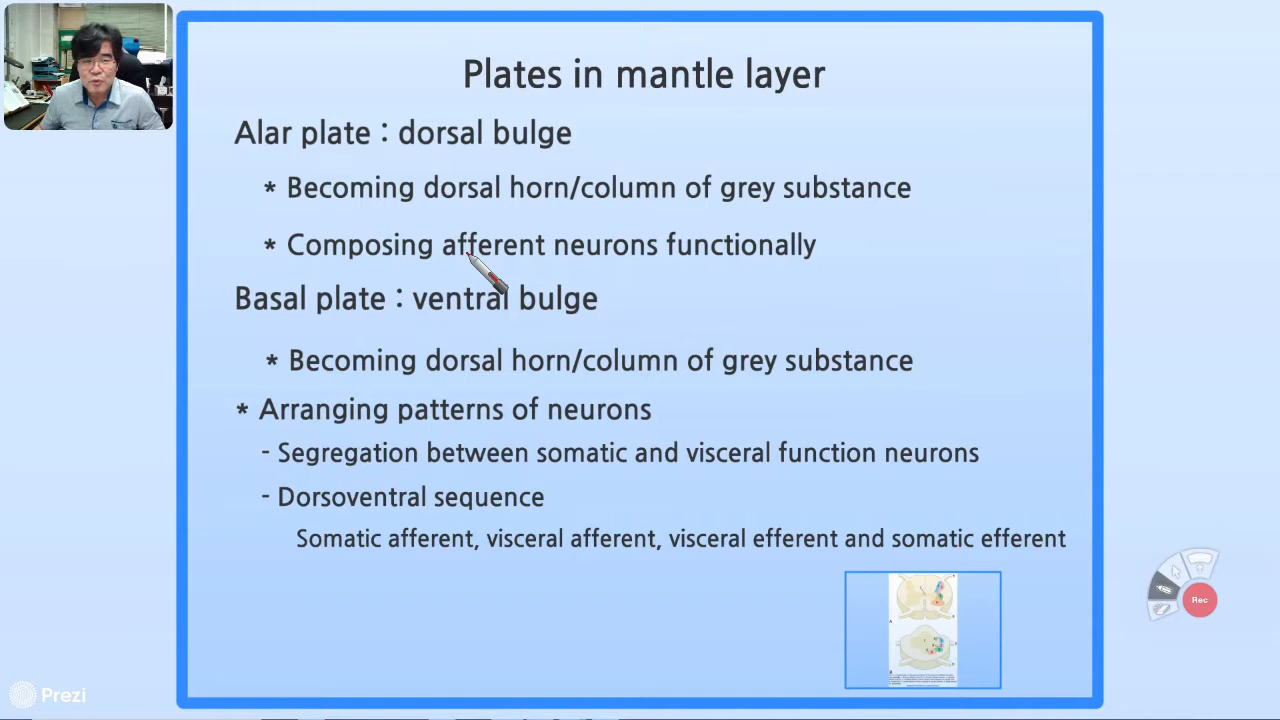 Plates in mantle layer
Alar plate : dorsal bulge
* Becoming dorsal horn/column of grey substance
* Composing afferent neurons functionally
Basal plate : ventral bulge
* Becoming dorsal horn/column of grey substance
* Arranging patterns of neurons
- Segregation between somatic and visceral function neurons
- Dorsoventral sequence
Somatic afferent, visceral afferent, visceral efferent and somatic efferent
Rec
Prezi